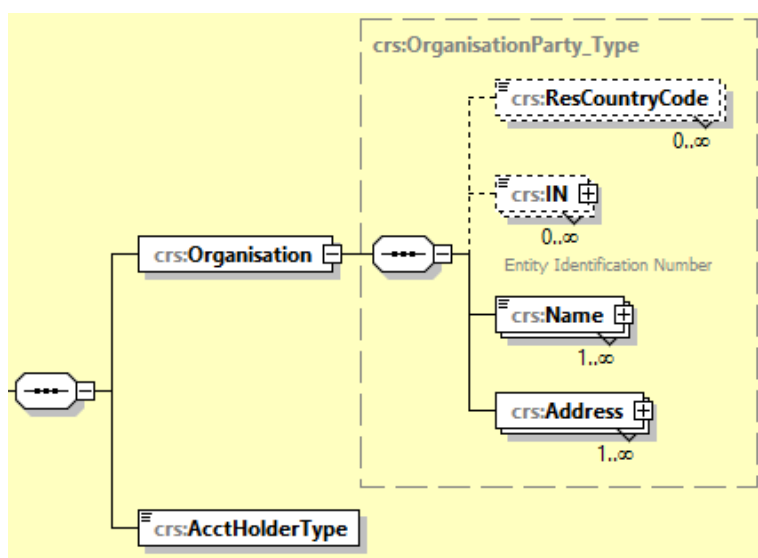 crs:OrganisationParty_Type
crs:ResCountryCode
0..∞
crs:IN
0..∞
Entity Identification Number
crs:Organisation
crs:Name
1..∞
crs:Address
1..∞
crs:AcctHolderType